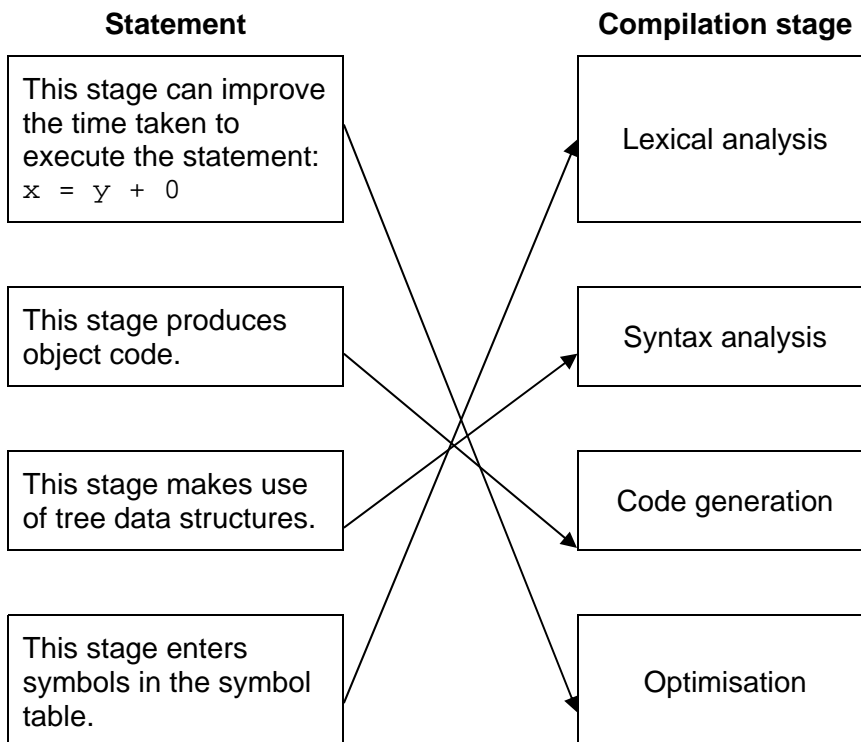 Statement
Compilation stage
This stage can improve
the time taken to
execute the statement:
x = y + 0
Lexical analysis
This stage produces
object code.
Syntax analysis
This stage makes use
of tree data structures.
Code generation
This stage enters
symbols in the symbol
table.
Optimisation